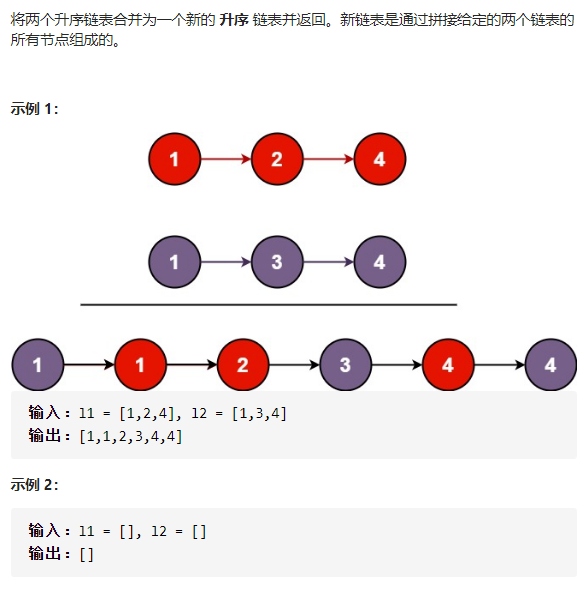 将两个升序链表合并为一个新的 升序 链表并返回。新链表是通过拼接给定的两个链表的
所有节点组成的。
示例 1：
1 2 4
1 3 4
1 1 2 3 4 4
输入：l1 = [1,2,4], l2 = [1,3,4]
输出：[1,1,2,3,4,4]
示例 2：
输入：l1 = [], l2 = []
输出：[]